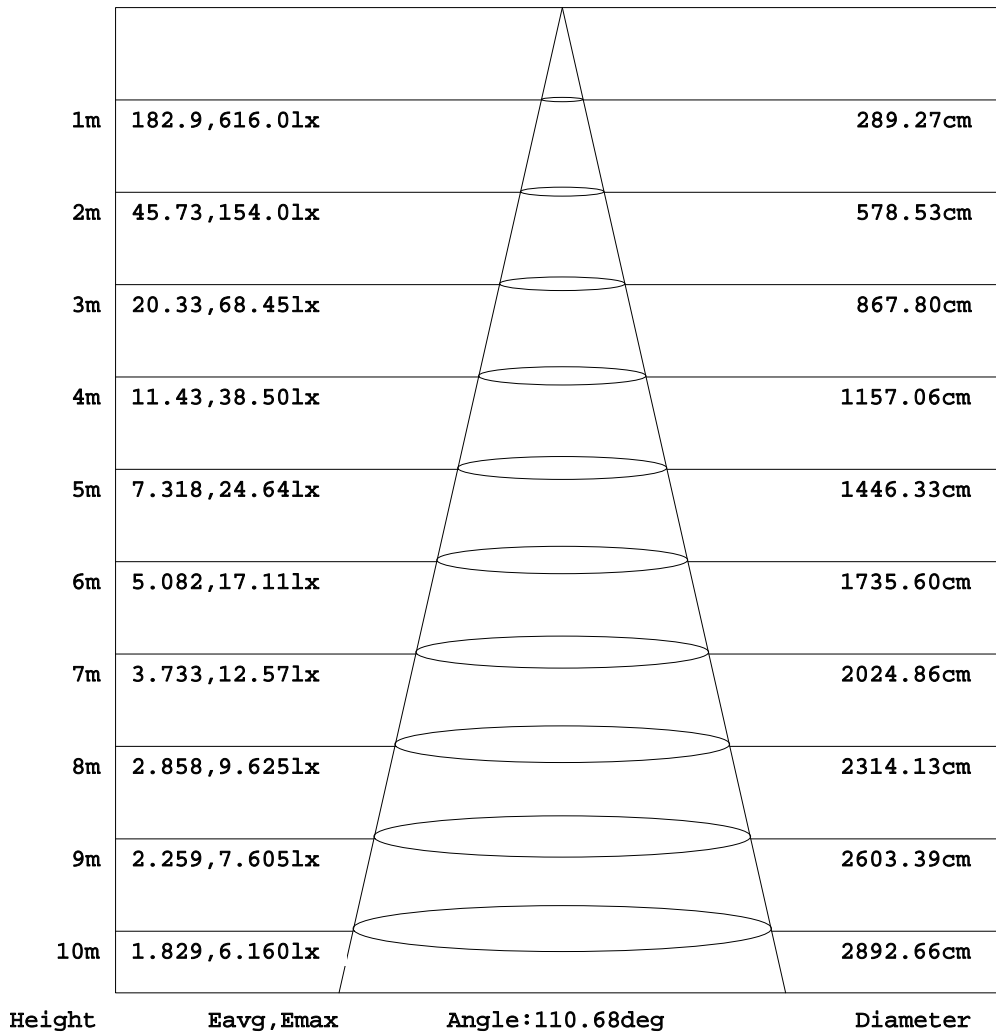 1m 182.9,616.0lx 289.27cm
2m 45.73,154.0lx 578.53cm
3m 20.33,68.45lx 867.80cm
4m 11.43,38.50lx 1157.06cm
5m 7.318,24.64lx 1446.33cm
6m 5.082,17.11lx 1735.60cm
7m 3.733,12.57lx 2024.86cm
8m 2.858,9.625lx 2314.13cm
9m 2.259,7.605lx 2603.39cm
10m 1.829,6.160lx 2892.66cm
Height Eavg,Emax Angle:110.68deg Diameter